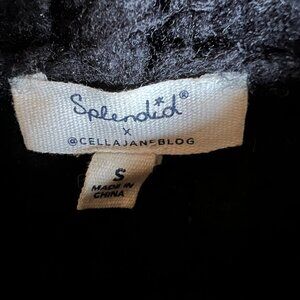 Splendid®
x
@CELLAJANEBLOG
S
MADE IN
CHINA